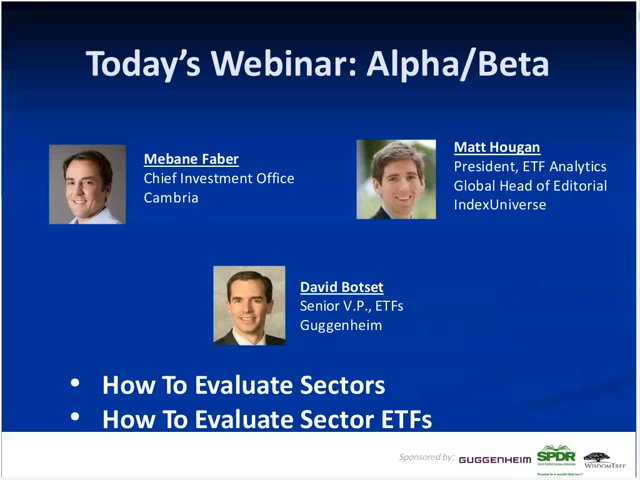 Today's Webinar: Alpha/Beta
Mebane Faber
Chief Investment Office
Cambria
Matt Hougan
President, ETF Analytics
Global Head of Editorial
IndexUniverse
David Botset
Senior V.P., ETFs
Guggenheim
• How To Evaluate Sectors
• How To Evaluate Sector ETFs
Sponsored by: GUGGENHEIM SPDR WISDOMTREE